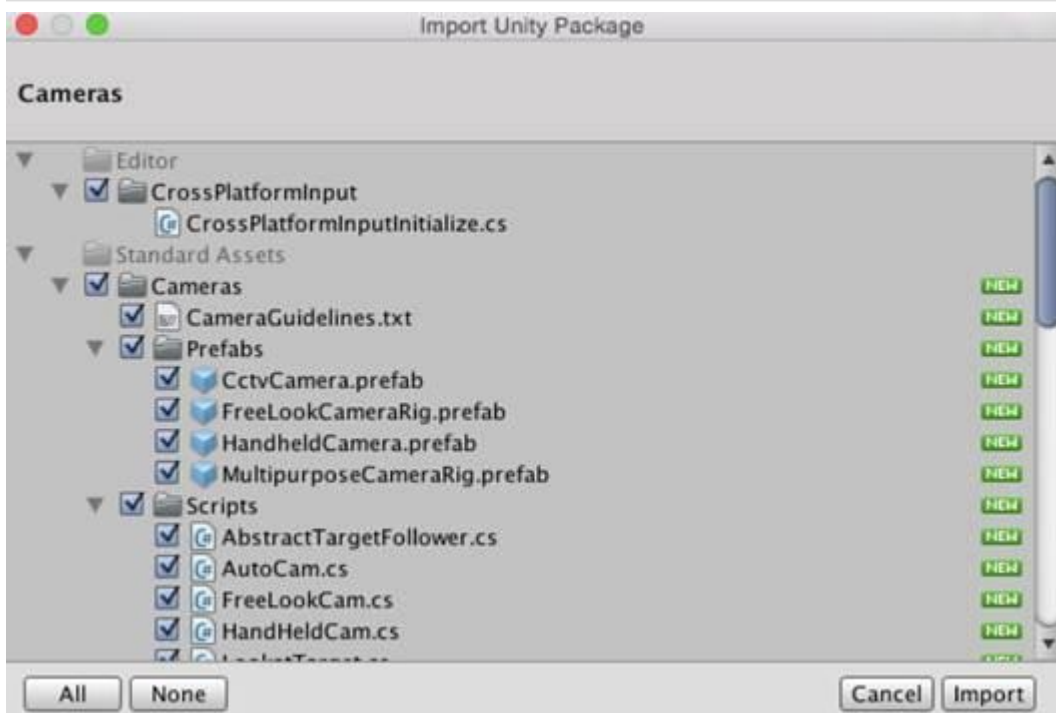 Import Unity Package
Cameras
Editor
CrossPlatformInput
CrossPlatformInputInitialize.cs
Standard Assets
Cameras NEW
CameraGuidelines.txt NEW
Prefabs NEW
CctvCamera.prefab NEW
FreeLookCameraRig.prefab NEW
HandheldCamera.prefab NEW
MultipurposeCameraRig.prefab NEW
Scripts NEW
AbstractTargetFollower.cs NEW
AutoCam.cs NEW
FreeLookCam.cs NEW
HandHeldCam.cs NEW
All None Cancel Import